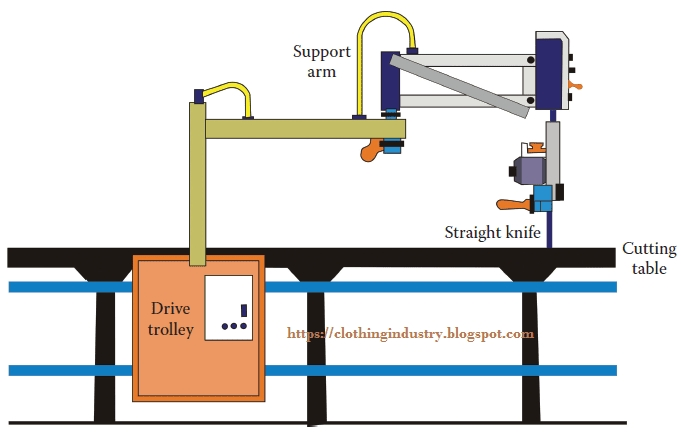 Support
arm
Straight knife
Cutting
table
Drive
trolley
https://clothingindustry.blogspot.com